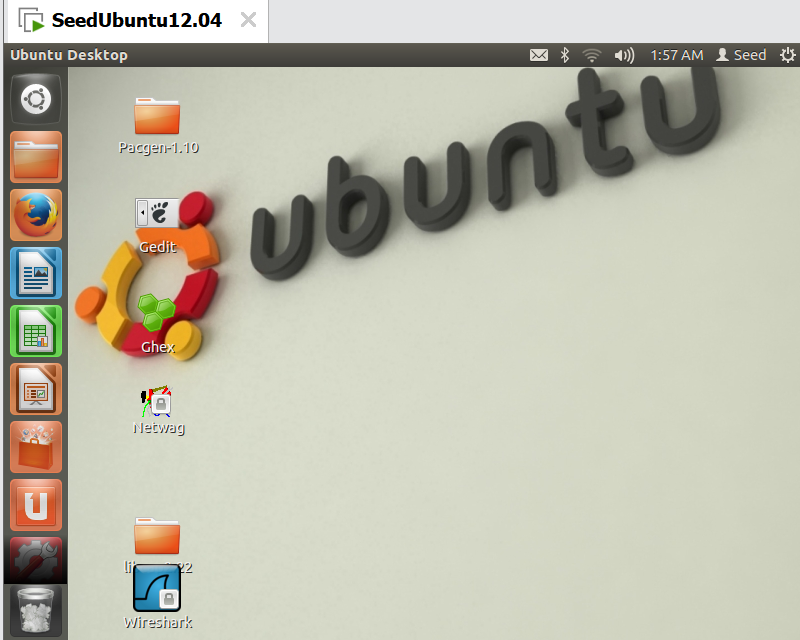 SeedUbuntu12.04
Ubuntu Desktop
1:57 AM Seed
Pacgen-1.10
ubuntu
Gedit
Ghex
Netwag
Wireshark